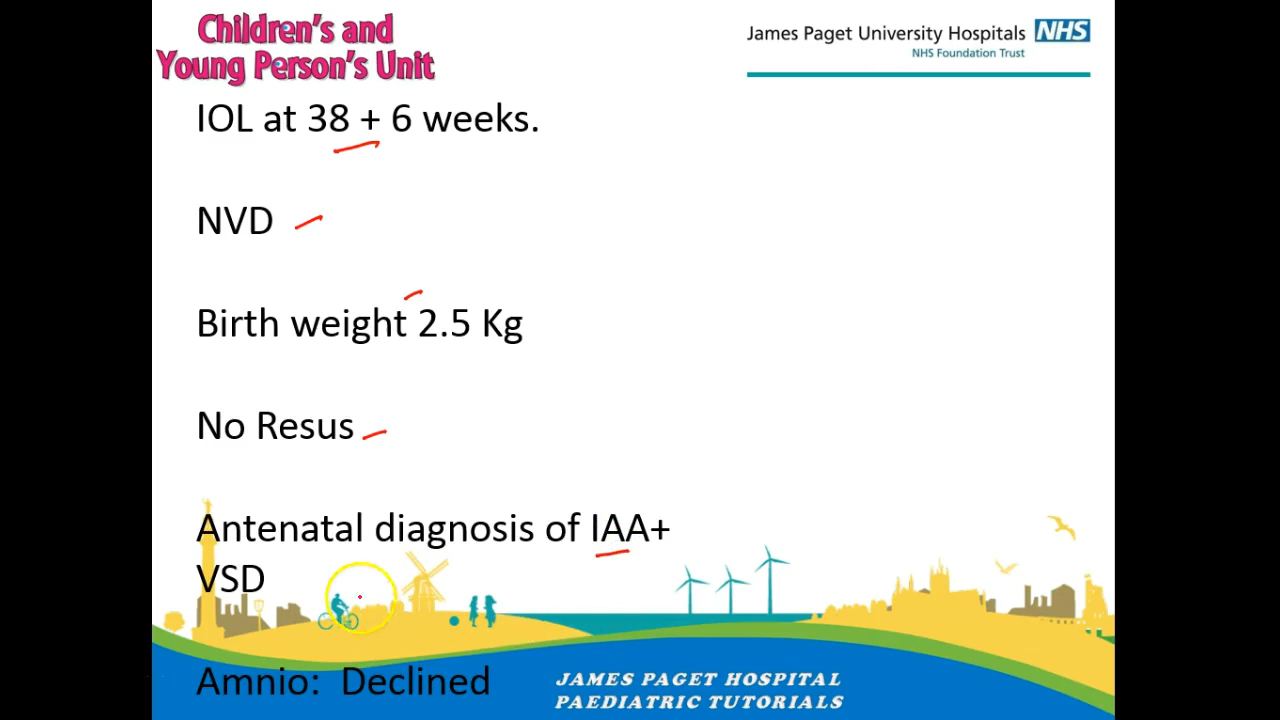 Children's and
Young Person's Unit
James Paget University Hospitals NHS
NHS Foundation Trust
IOL at 38 + 6 weeks.
NVD
Birth weight 2.5 Kg
No Resus
Antenatal diagnosis of IAA+
VSD
Amnio: Declined
JAMES PAGET HOSPITAL
PAEDIATRIC TUTORIALS